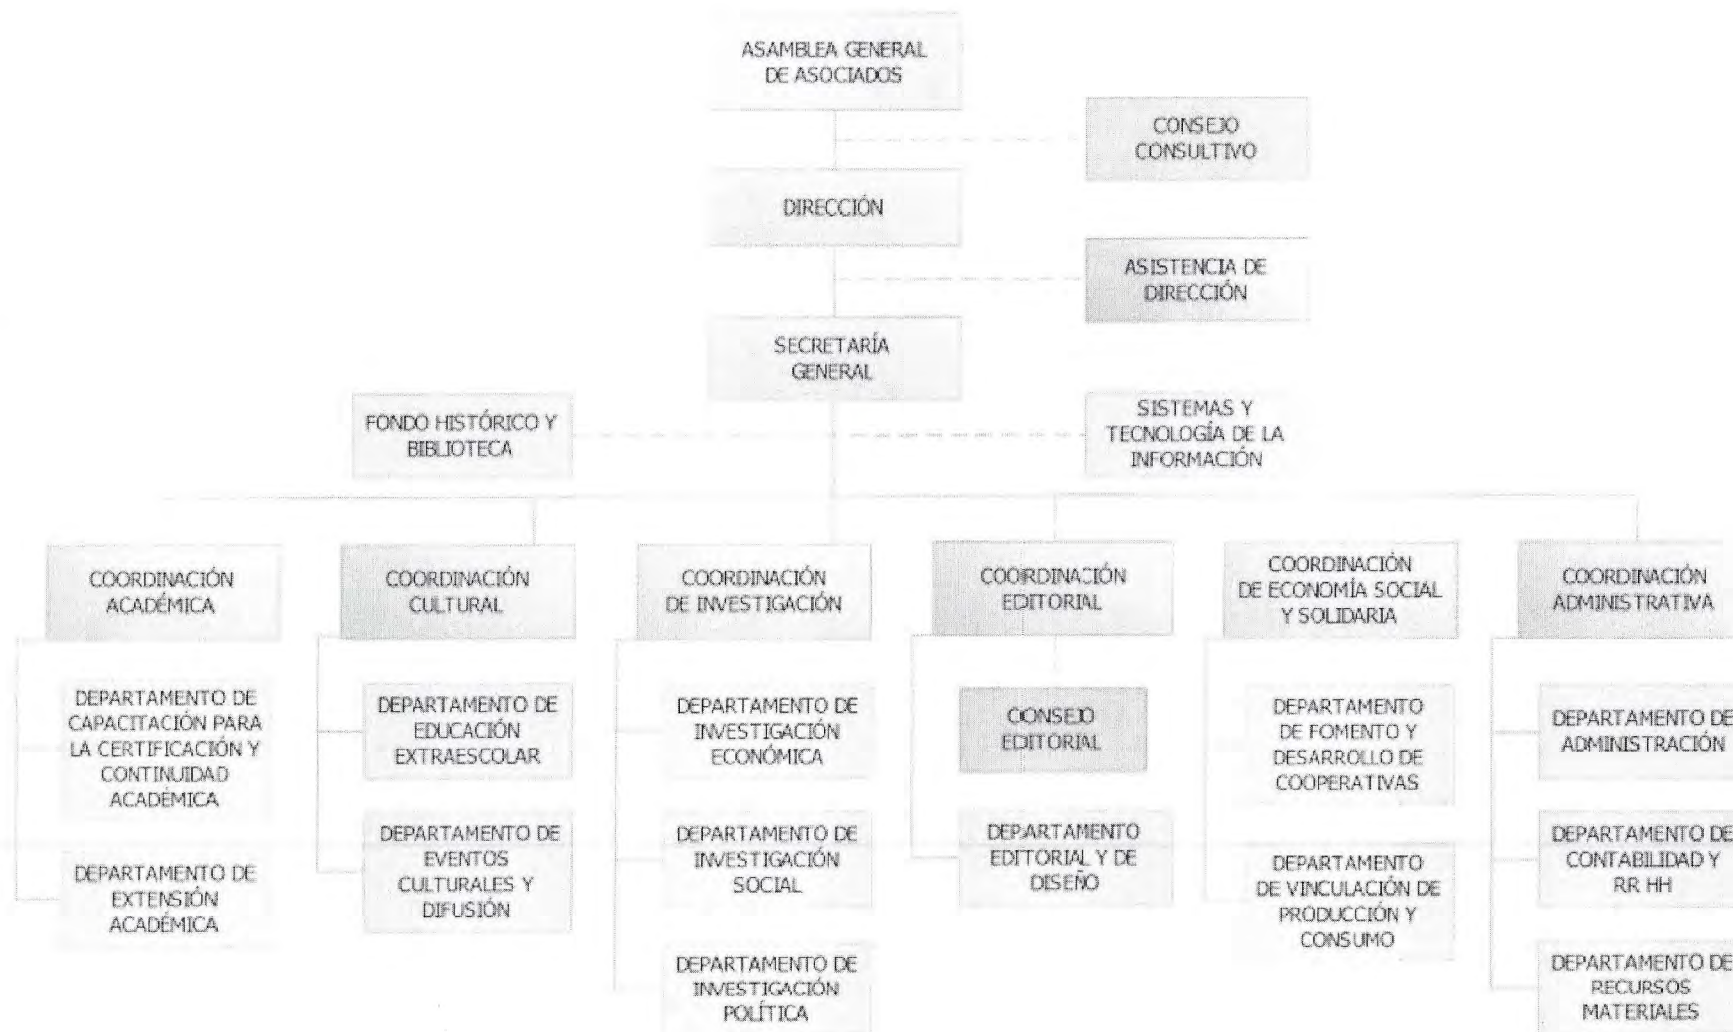 ASAMBLEA GENERAL
DE ASOCIADOS
CONSEJO
CONSULTIVO
DIRECCIÓN
ASISTENCIA DE
DIRECCIÓN
SECRETARÍA
GENERAL
FONDO HISTÓRICO Y
BIBLIOTECA
SISTEMAS Y
TECNOLOGÍA DE LA
INFORMACIÓN
COORDINACIÓN
ACADÉMICA
COORDINACIÓN
CULTURAL
COORDINACIÓN
DE INVESTIGACIÓN
COORDINACIÓN
EDITORIAL
COORDINACIÓN
DE ECONOMÍA SOCIAL
Y SOLIDARIA
COORDINACIÓN
ADMINISTRATIVA
DEPARTAMENTO DE
CAPACITACIÓN PARA
LA CERTIFICACIÓN Y
CONTINUIDAD
ACADÉMICA
DEPARTAMENTO DE
EDUCACIÓN
EXTRAESCOLAR
DEPARTAMENTO DE
INVESTIGACIÓN
ECONÓMICA
CONSEJO
EDITORIAL
DEPARTAMENTO
DE FOMENTO Y
DESARROLLO DE
COOPERATIVAS
DEPARTAMENTO DE
ADMINISTRACIÓN
DEPARTAMENTO DE
EXTENSIÓN
ACADÉMICA
DEPARTAMENTO DE
EVENTOS
CULTURALES Y
DIFUSIÓN
DEPARTAMENTO DE
INVESTIGACIÓN
SOCIAL
DEPARTAMENTO
EDITORIAL Y DE
DISEÑO
DEPARTAMENTO
DE VINCULACIÓN DE
PRODUCCIÓN Y
CONSUMO
DEPARTAMENTO DE
CONTABILIDAD Y
RR HH
DEPARTAMENTO DE
INVESTIGACIÓN
POLÍTICA
DEPARTAMENTO DE
RECURSOS
MATERIALES